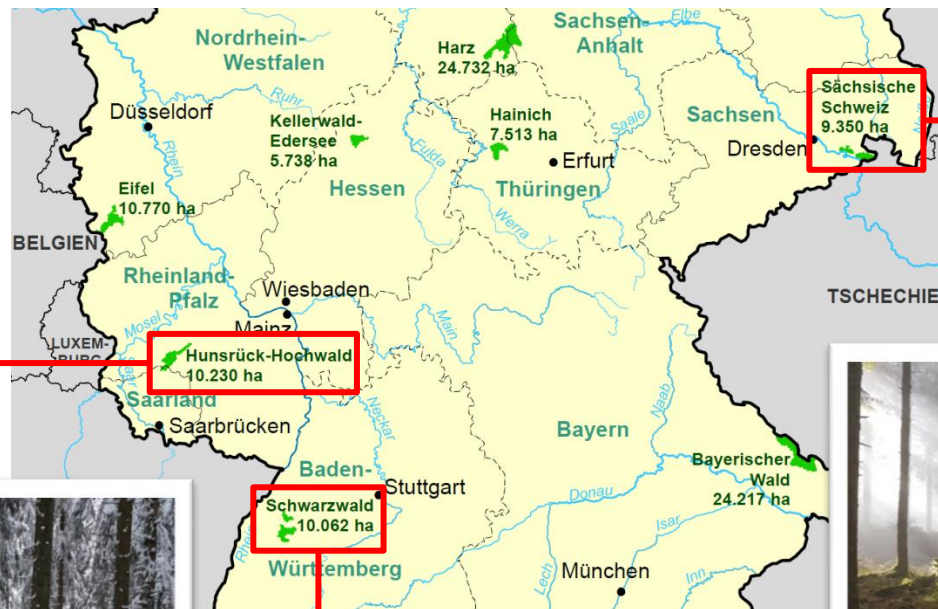 Nordrhein-
Westfalen
Harz
24.732 ha
Sachsen-
Anhalt
Elbe
Sächsische
Schweiz
9.350 ha
Düsseldorf
Ruhr
Kellerwald-
Edersee
5.738 ha
Hainich
7.513 ha
Saale
Sachsen
Dresden
Rhein
Fulda
Erfurt
Hessen
Thüringen
Eifel
10.770 ha
Werra
BELGIEN
Rheinland-
Pfalz
Wiesbaden
Mainz
Main
TSCHECHIE
Mosel
LUXEM-
BURG
Hunsrück-Hochwald
10.230 ha
Saar
Saarland
Saarbrücken
Neckar
Naab
Bayern
Baden-
Stuttgart
Bayerischer
Wald
24.217 ha
Schwarzwald
10.062 ha
Donau
Isar
Württemberg
München
Lech
Inn